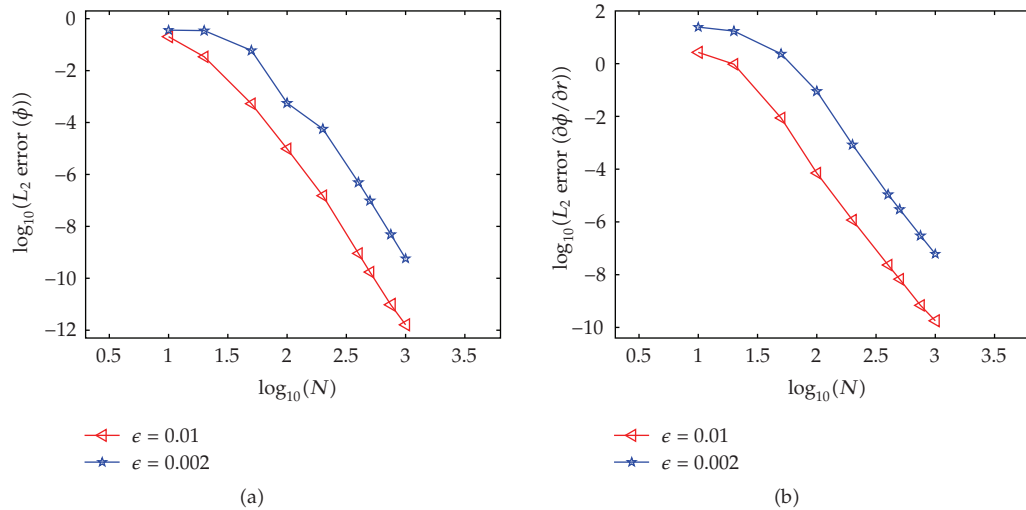 0
−2
−4
−6
−8
−10
−12
log₁₀(L₂ error (ϕ))
0.5 1 1.5 2 2.5 3 3.5
log₁₀(N)
ϵ = 0.01
ϵ = 0.002
(a)
2
0
−2
−4
−6
−8
−10
log₁₀(L₂ error (∂ϕ/∂r))
0.5 1 1.5 2 2.5 3 3.5
log₁₀(N)
ϵ = 0.01
ϵ = 0.002
(b)